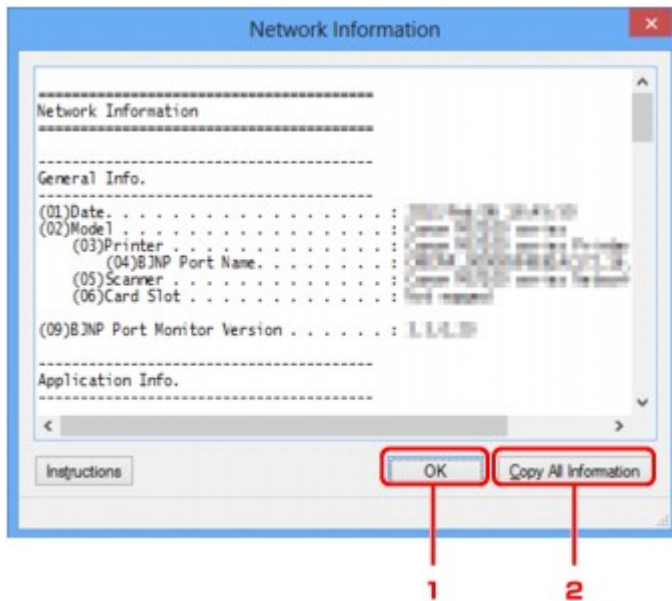 Network Information
==========================================
Network Information
==========================================
------------------------------------------
General Info.
------------------------------------------
(01)Date. . . . . . . . . . . . . . . . . :
(02)Model . . . . . . . . . . . . . . . . :
(03)Printer . . . . . . . . . . . . . . :
(04)BJNP Port Name. . . . . . . . :
(05)Scanner . . . . . . . . . . . . . . :
(06)Card Slot . . . . . . . . . . . . . :
(09)BJNP Port Monitor Version . . . . . . :
------------------------------------------
Application Info.
------------------------------------------
Instructions OK Copy All Information
1 2